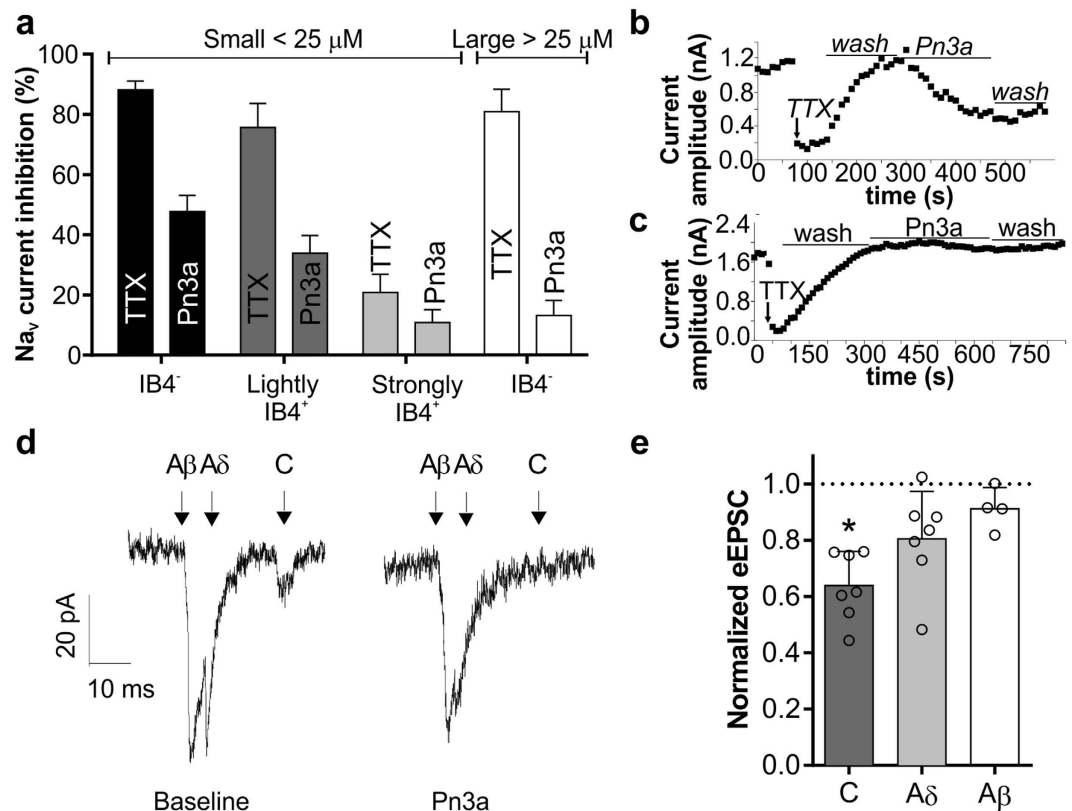 a
Small < 25 μM
Large > 25 μM
Nav current inhibition (%)
100
80
60
40
20
0
TTX
Pn3a
TTX
Pn3a
TTX
Pn3a
TTX
Pn3a
IB4-
Lightly
IB4+
Strongly
IB4+
IB4-
b
Current
amplitude (nA)
1.2
0.8
0.4
0.0
TTX
wash
Pn3a
wash
100 200 300 400 500
time (s)
c
Current
amplitude (nA)
2.4
1.8
1.2
0.6
0.0
TTX
wash
Pn3a
wash
150 300 450 600 750
time (s)
d
Aβ Aδ C
Aβ Aδ C
20 pA
10 ms
Baseline
Pn3a
e
Normalized eEPSC
1.0
0.8
0.6
0.4
0.2
0.0
*
C
Aδ
Aβ